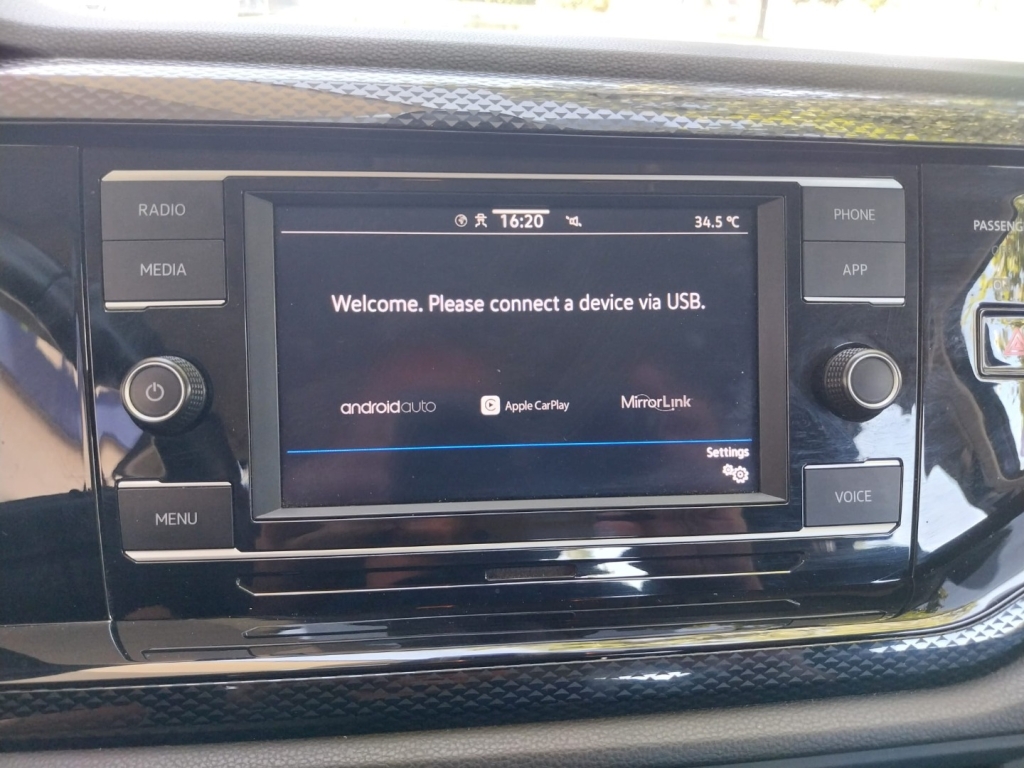 RADIO
MEDIA
MENU
16:20
34.5 °C
Welcome. Please connect a device via USB.
androidauto
Apple CarPlay
MirrorLink
Settings
PHONE
APP
VOICE